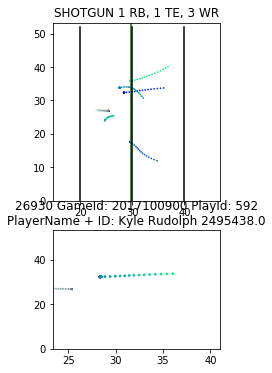 SHOTGUN 1 RB, 1 TE, 3 WR
50
40
30
20
10
0
20 30 40
26930 GameId: 2017100900 PlayId: 592
PlayerName + ID: Kyle Rudolph 2495438.0
40
20
0
25 30 35 40